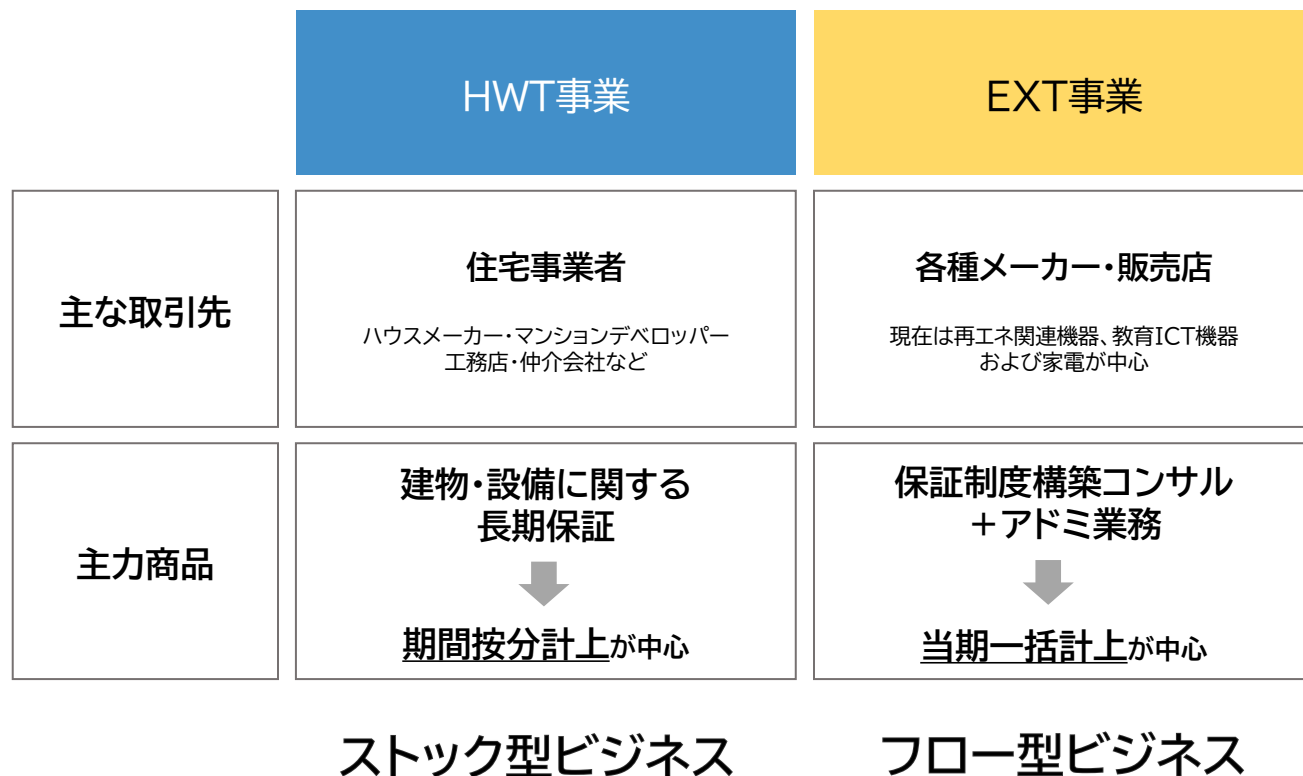 HWT事業
EXT事業
主な取引先
住宅事業者
ハウスメーカー・マンションデベロッパー
工務店・仲介会社など
各種メーカー・販売店
現在は再エネ関連機器、教育ICT機器
および家電が中心
主力商品
建物・設備に関する
長期保証
期間按分計上が中心
保証制度構築コンサル
＋アドミ業務
当期一括計上が中心
ストック型ビジネス
フロー型ビジネス